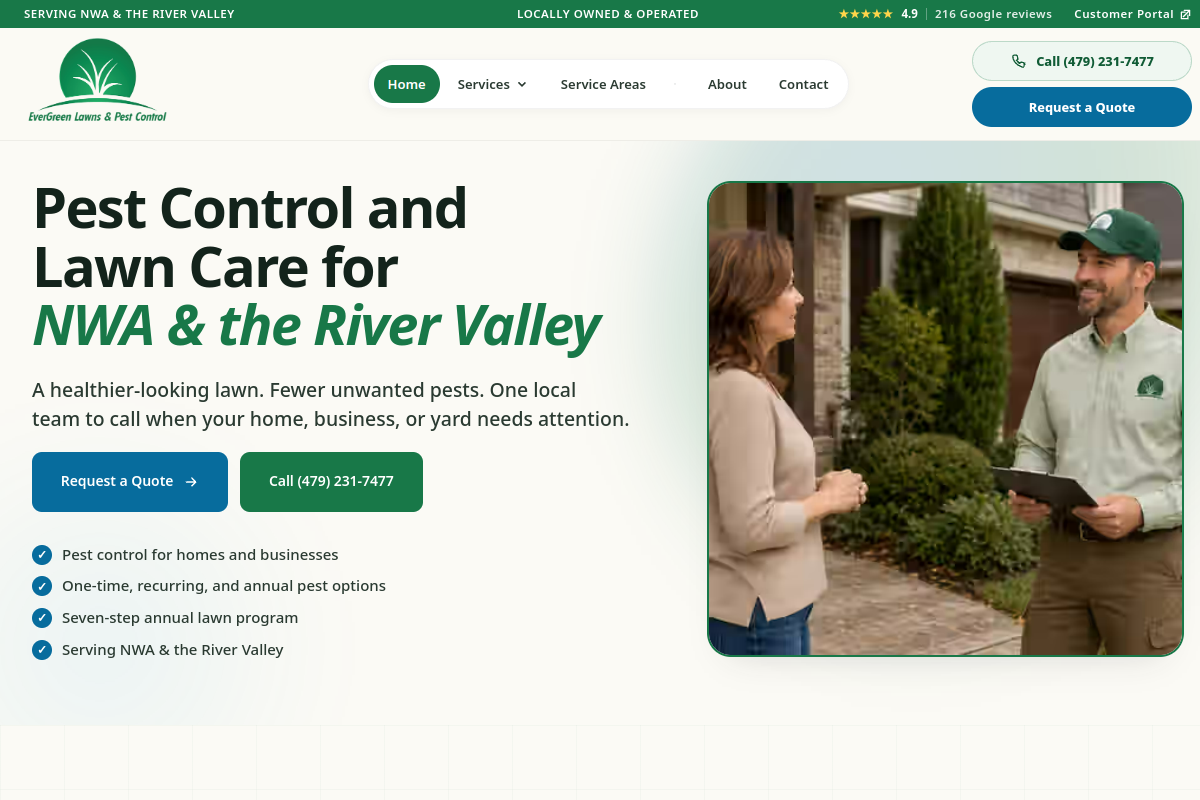 SERVING NWA & THE RIVER VALLEY
LOCALLY OWNED & OPERATED
★★★★★ 4.9 | 216 Google reviews
Customer Portal
EverGreen Lawns & Pest Control
Home
Services
Service Areas
About
Contact
Call (479) 231-7477
Request a Quote
Pest Control and
Lawn Care for
NWA & the River Valley
A healthier-looking lawn. Fewer unwanted pests. One local
team to call when your home, business, or yard needs attention.
Request a Quote →
Call (479) 231-7477
✓ Pest control for homes and businesses
✓ One-time, recurring, and annual pest options
✓ Seven-step annual lawn program
✓ Serving NWA & the River Valley